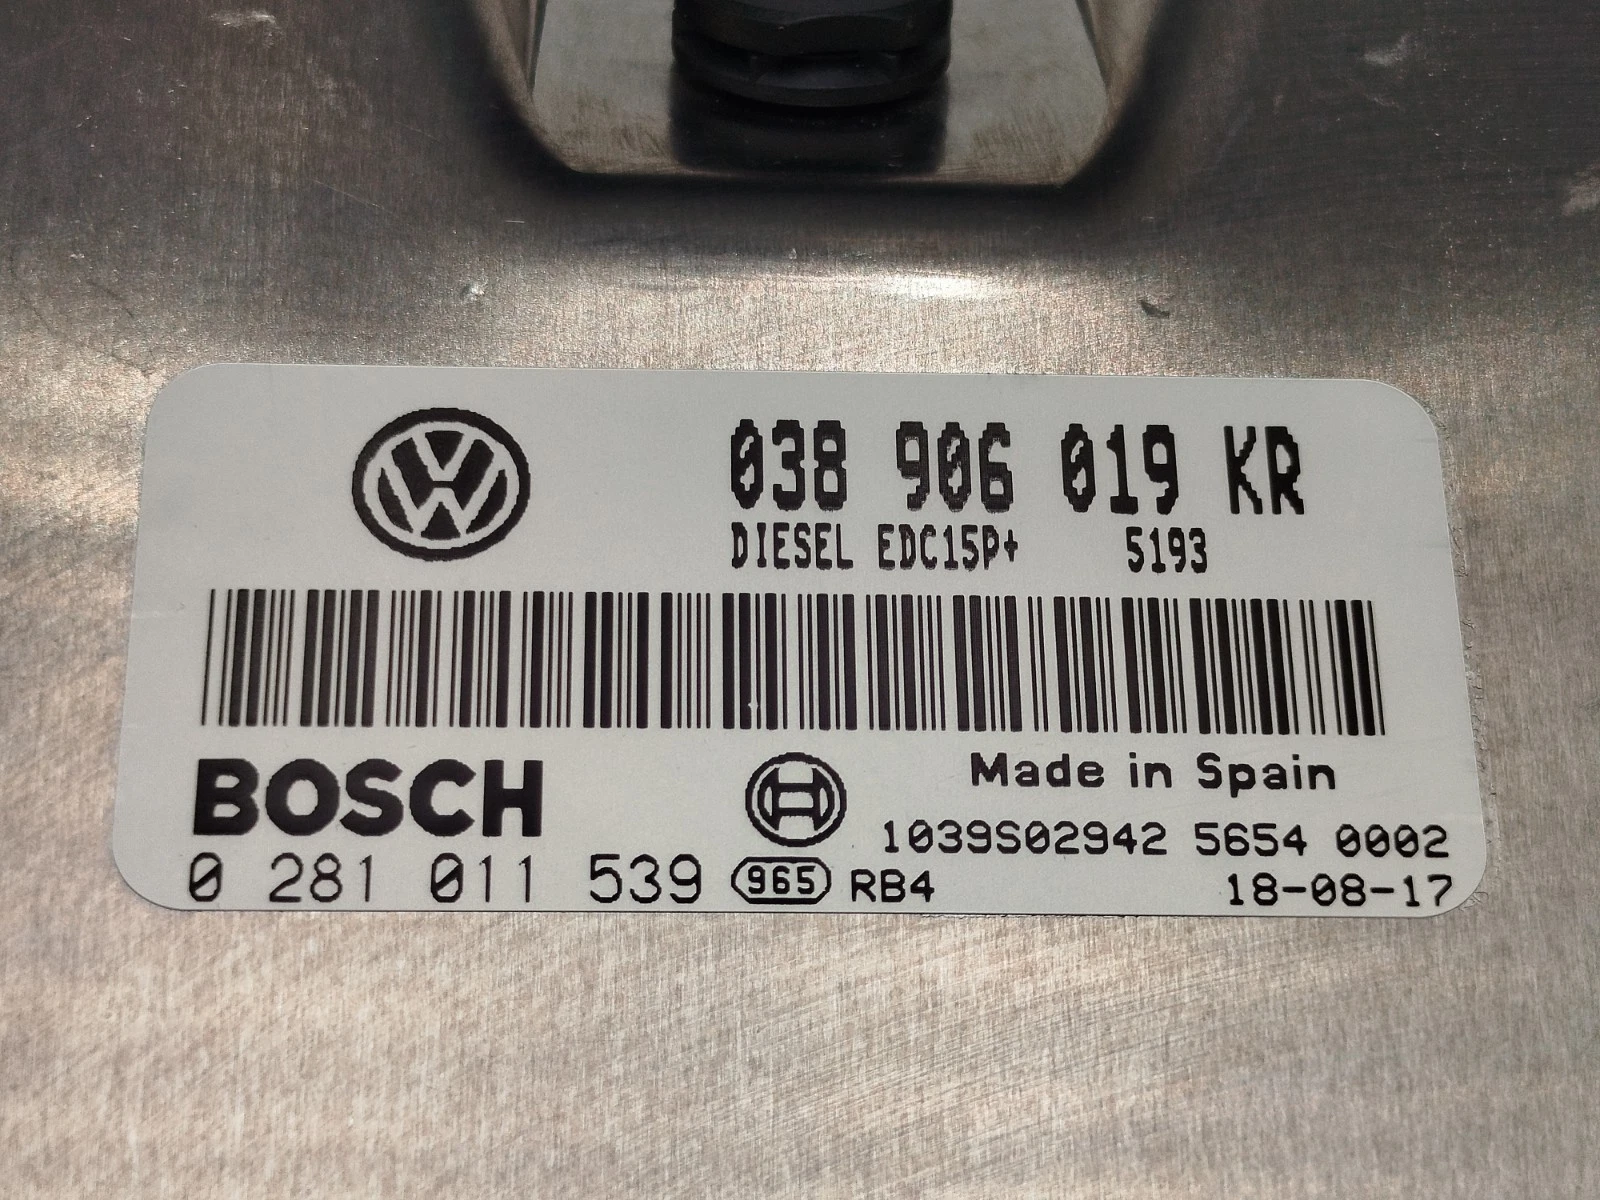 038 906 019 KR
DIESEL EDC15P+ 5193
BOSCH
Made in Spain
1039S02942 5654 0002
0 281 011 539 965 RB4 18-08-17